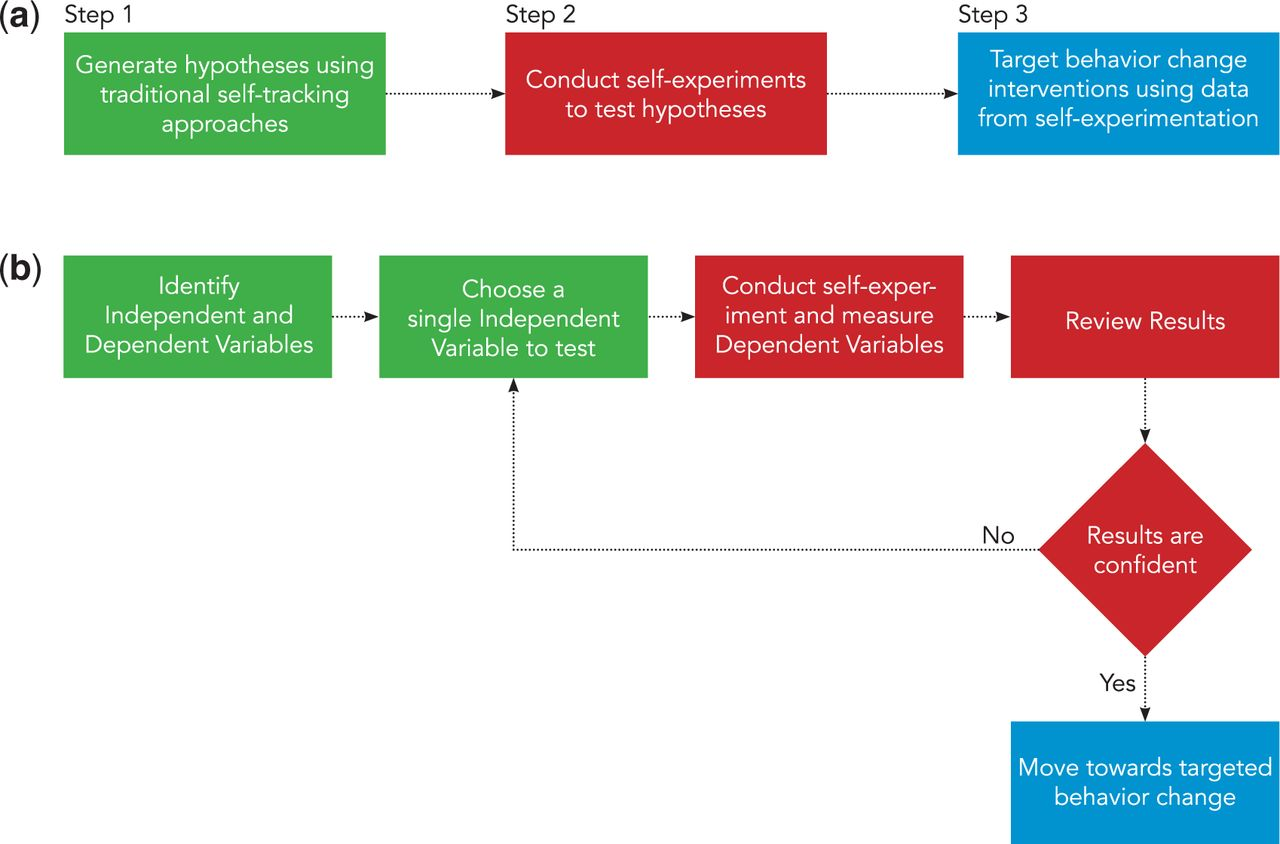 (a)
Step 1
Step 2
Step 3
Generate hypotheses using
traditional self-tracking
approaches
Conduct self-experiments
to test hypotheses
Target behavior change
interventions using data
from self-experimentation
(b)
Identify
Independent and
Dependent Variables
Choose a
single Independent
Variable to test
Conduct self-exper-
iment and measure
Dependent Variables
Review Results
No
Results are
confident
Yes
Move towards targeted
behavior change